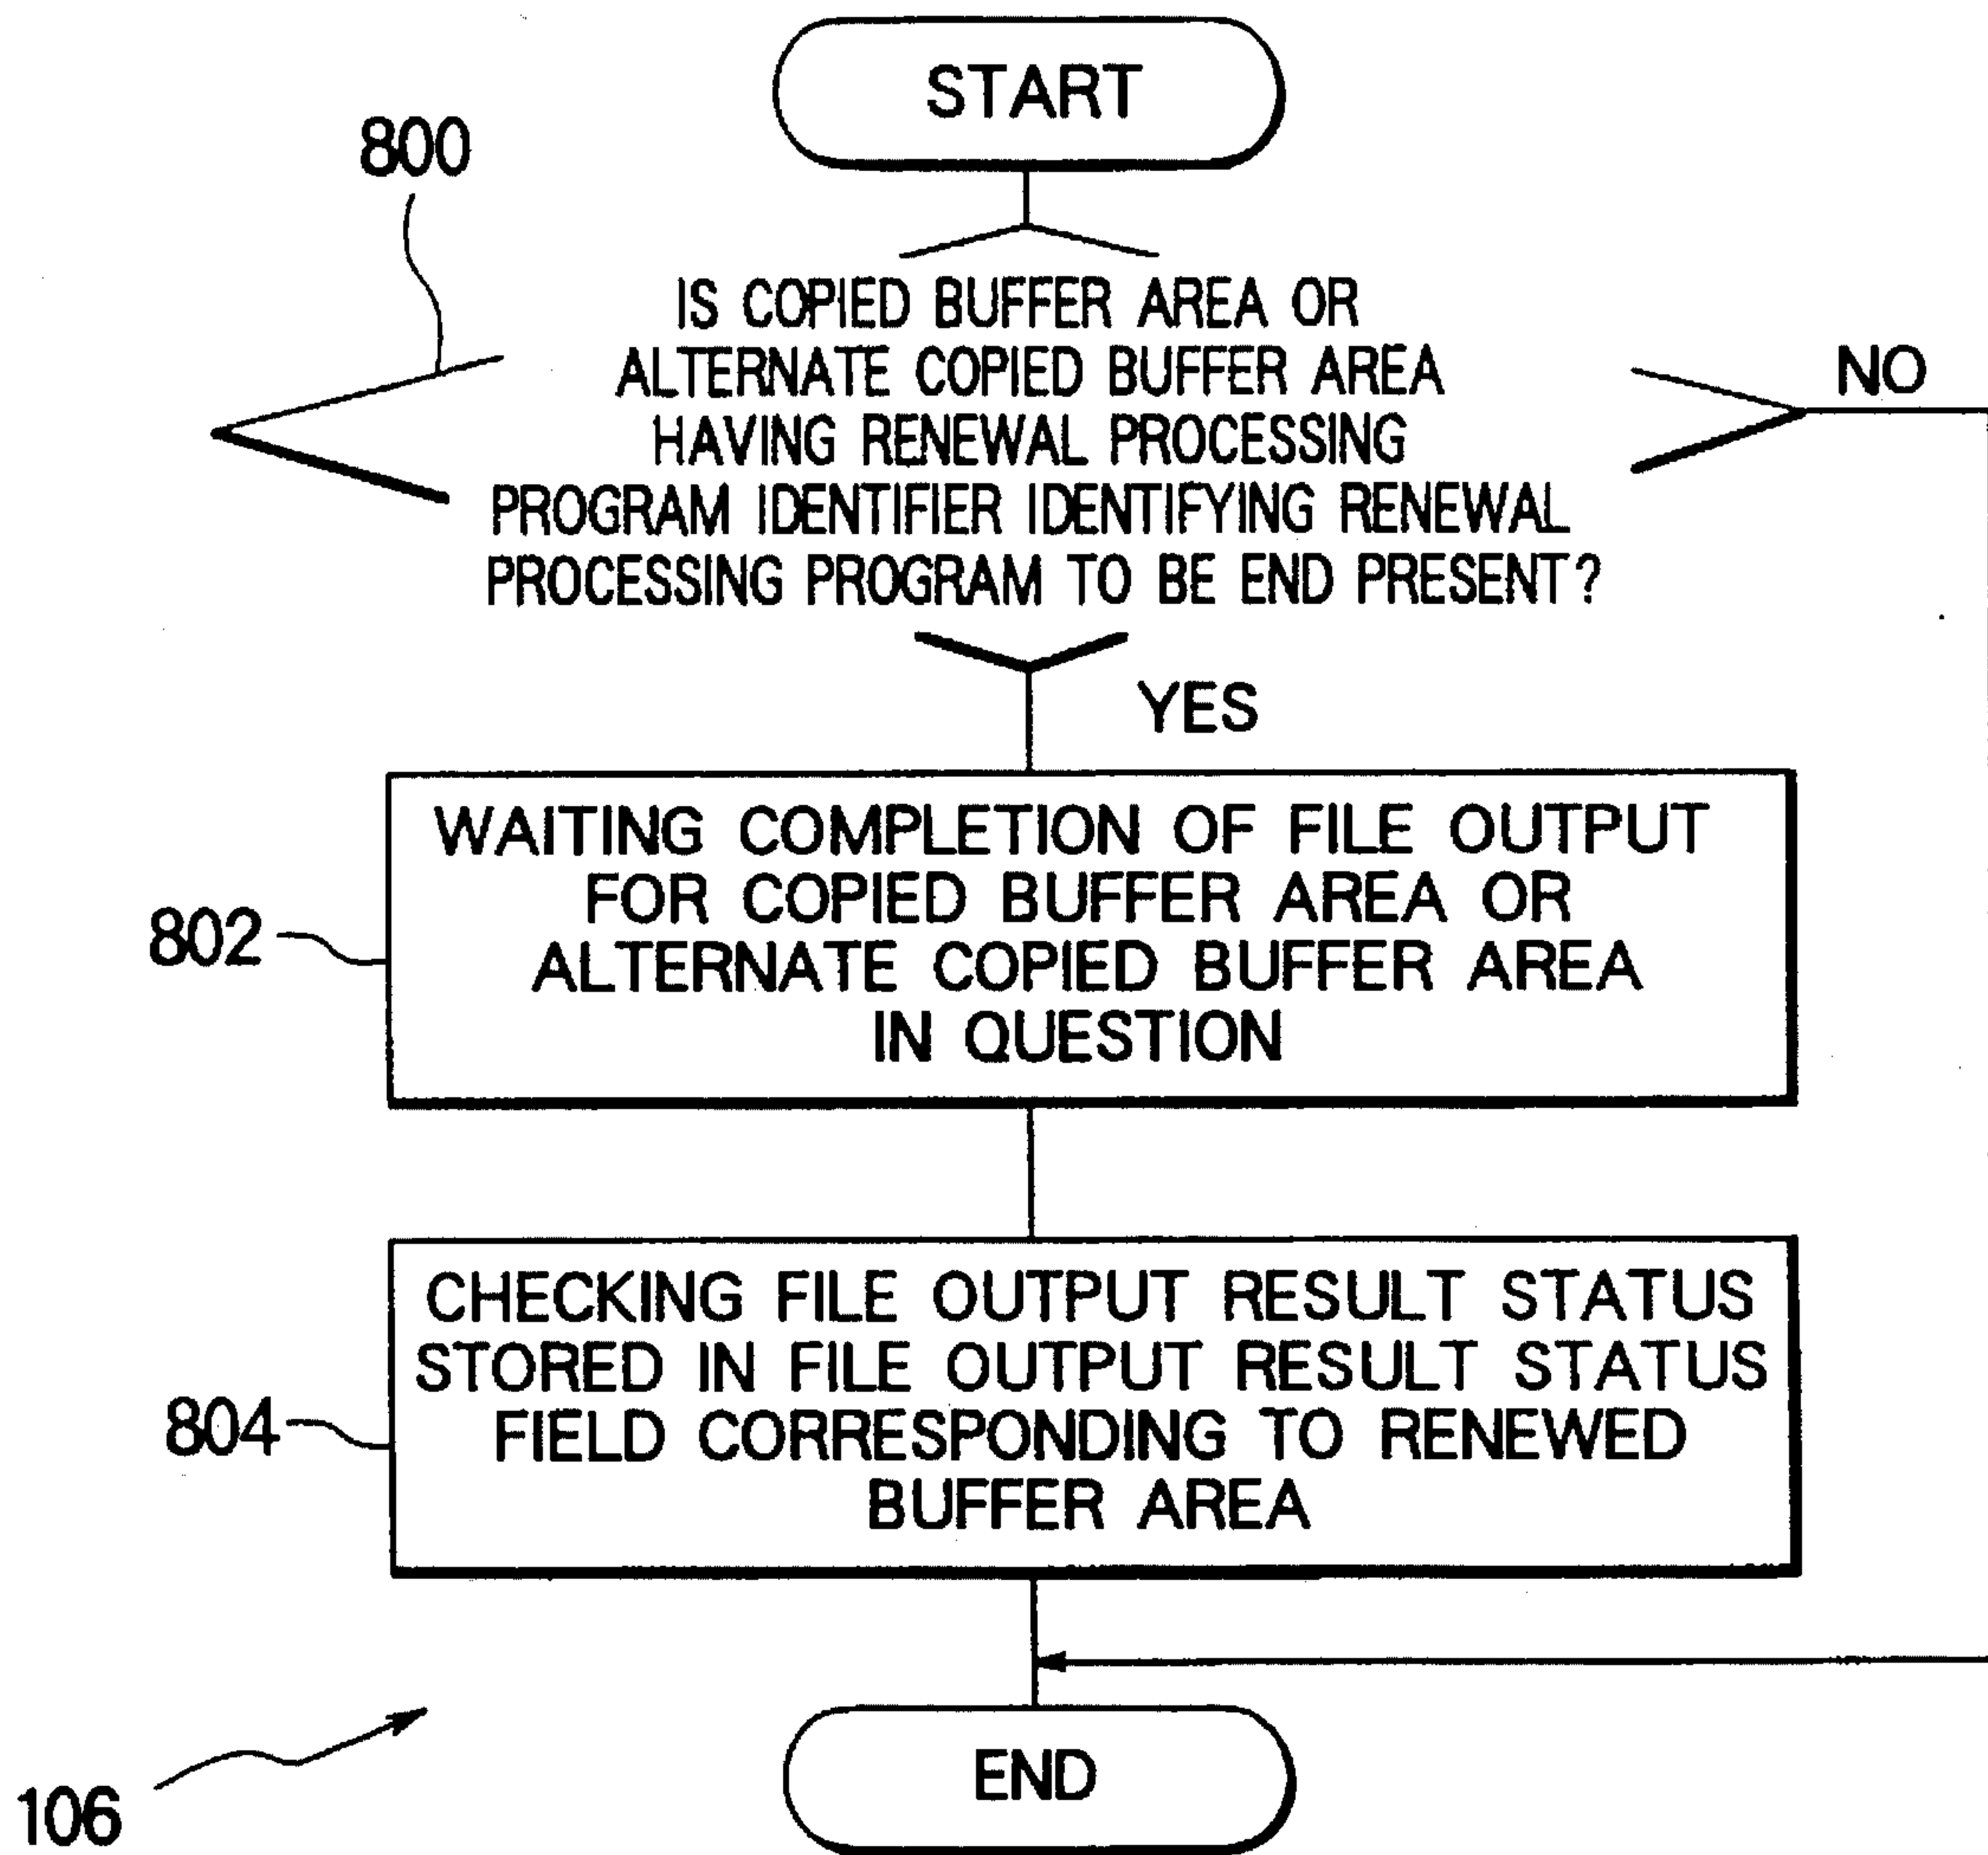 START
800
IS COPIED BUFFER AREA OR
ALTERNATE COPIED BUFFER AREA
HAVING RENEWAL PROCESSING
PROGRAM IDENTIFIER IDENTIFYING RENEWAL
PROCESSING PROGRAM TO BE END PRESENT?
NO
YES
WAITING COMPLETION OF FILE OUTPUT
FOR COPIED BUFFER AREA OR
ALTERNATE COPIED BUFFER AREA
IN QUESTION
802
CHECKING FILE OUTPUT RESULT STATUS
STORED IN FILE OUTPUT RESULT STATUS
FIELD CORRESPONDING TO RENEWED
BUFFER AREA
804
END
106